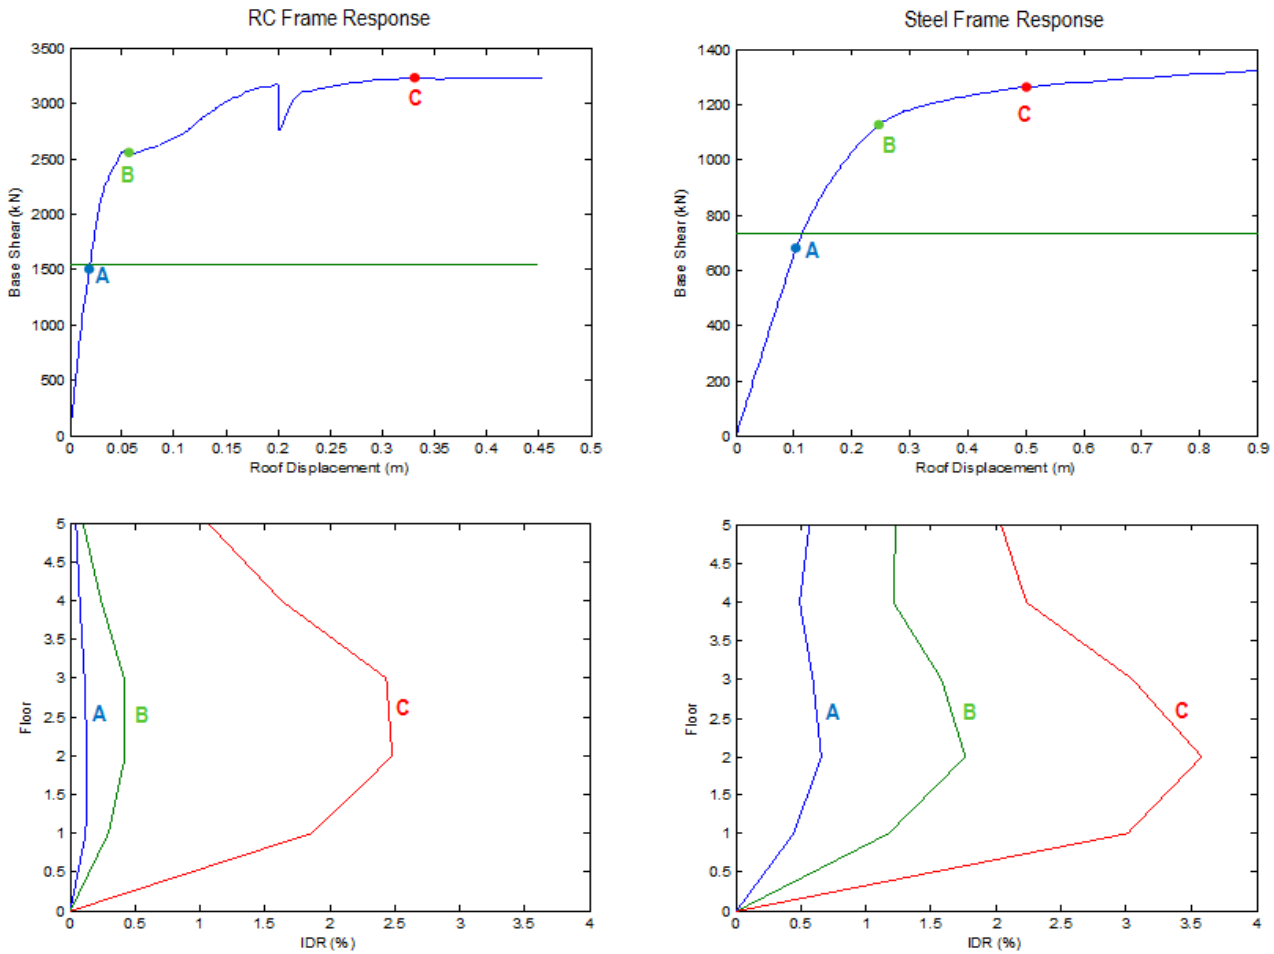 RC Frame Response
3500
3000
2500
2000
1500
1000
500
0
Base Shear (kN)
A
B
C
0 0.05 0.1 0.15 0.2 0.25 0.3 0.35 0.4 0.45 0.5
Roof Displacement (m)
Steel Frame Response
1400
1200
1000
800
600
400
200
0
Base Shear (kN)
A
B
C
0 0.1 0.2 0.3 0.4 0.5 0.6 0.7 0.8 0.9
Roof Displacement (m)
5
4.5
4
3.5
3
2.5
2
1.5
1
0.5
0
Floor
A
B
C
0 0.5 1 1.5 2 2.5 3 3.5 4
IDR (%)
5
4.5
4
3.5
3
2.5
2
1.5
1
0.5
0
Floor
A
B
C
0 0.5 1 1.5 2 2.5 3 3.5 4
IDR (%)